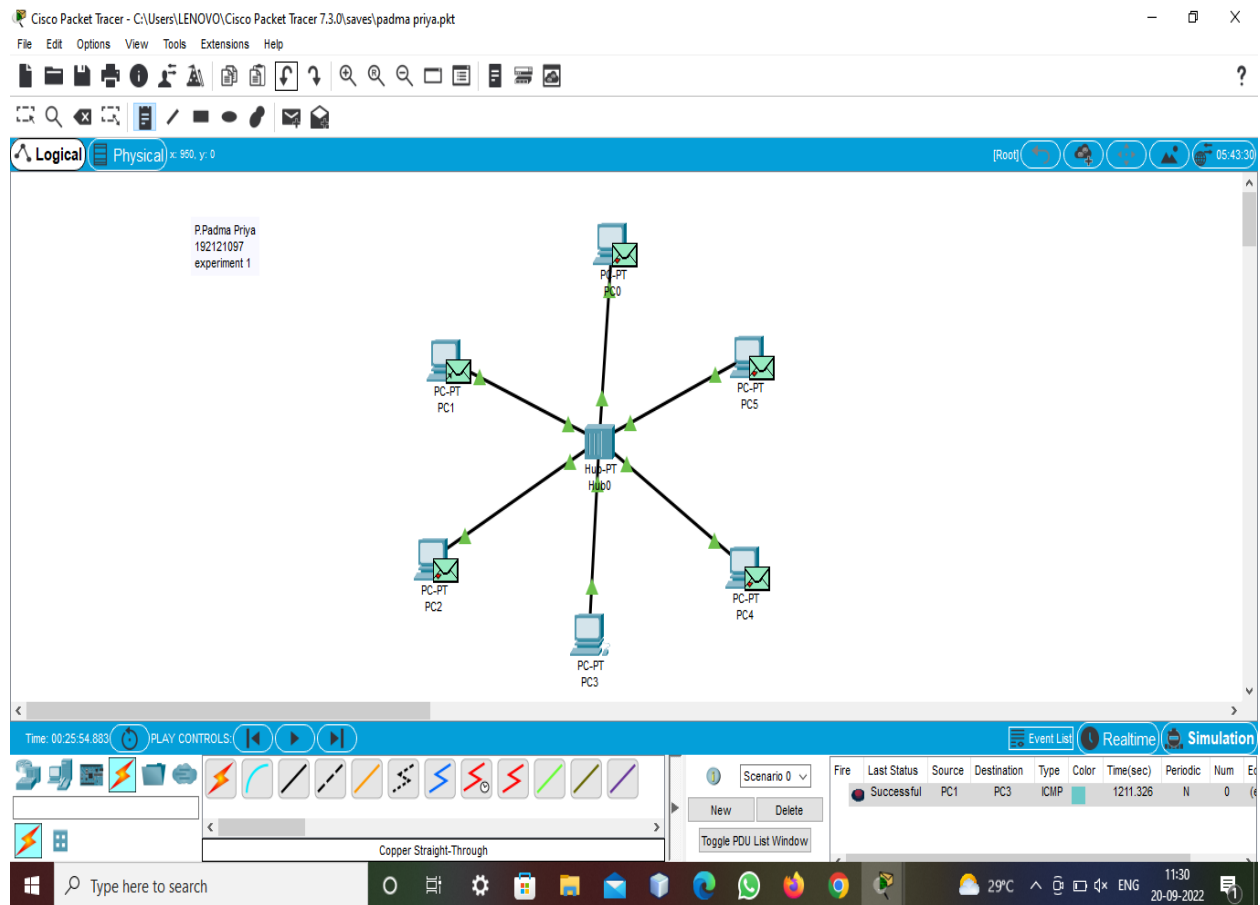 Cisco Packet Tracer - C:\Users\LENOVO\Cisco Packet Tracer 7.3.0\saves\padma priya.pkt
File Edit Options View Tools Extensions Help
?
Logical Physical x: 950, y: 0 [Root] 05:43:30
P.Padma Priya
192121097
experiment 1
PC-PT
PC0
PC-PT
PC1
PC-PT
PC5
Hub-PT
Hub0
PC-PT
PC2
PC-PT
PC4
PC-PT
PC3
Time: 00:25:54.883 PLAY CONTROLS: Event List Realtime Simulation
Scenario 0
Fire Last Status Source Destination Type Color Time(sec) Periodic Num
Successful PC1 PC3 ICMP 1211.326 N 0
New Delete
Toggle PDU List Window
Copper Straight-Through
Type here to search
29°C ENG 11:30
20-09-2022
1